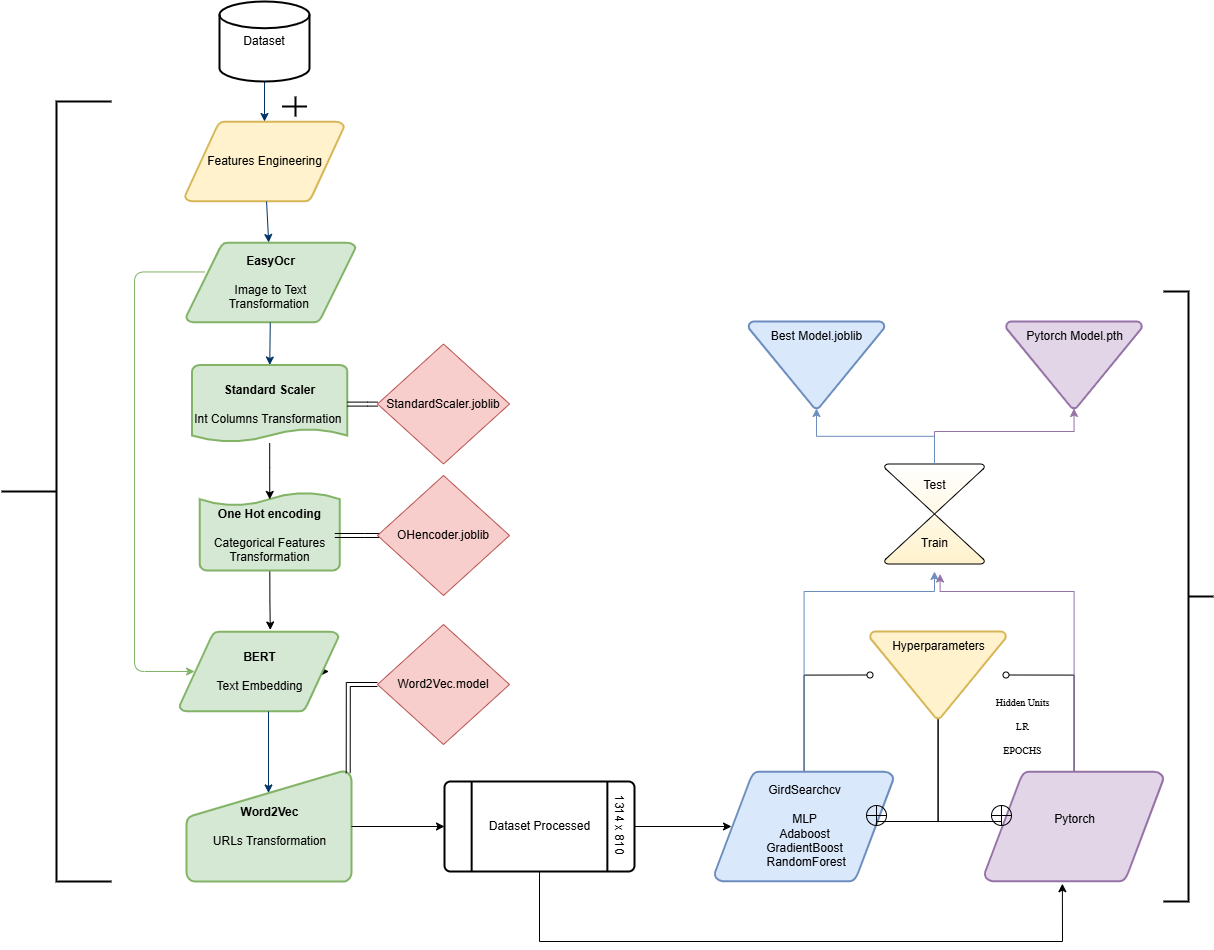 Dataset
Features Engineering
EasyOcr
Image to Text
Transformation
Standard Scaler
Int Columns Transformation
StandardScaler.joblib
One Hot encoding
Categorical Features
Transformation
OHencoder.joblib
BERT
Text Embedding
Word2Vec.model
Word2Vec
URLs Transformation
Dataset Processed
1314 x 810
Best Model.joblib
Pytorch Model.pth
Test
Train
Hyperparameters
Hidden Units
LR
EPOCHS
GirdSearchcv
MLP
Adaboost
GradientBoost
RandomForest
Pytorch